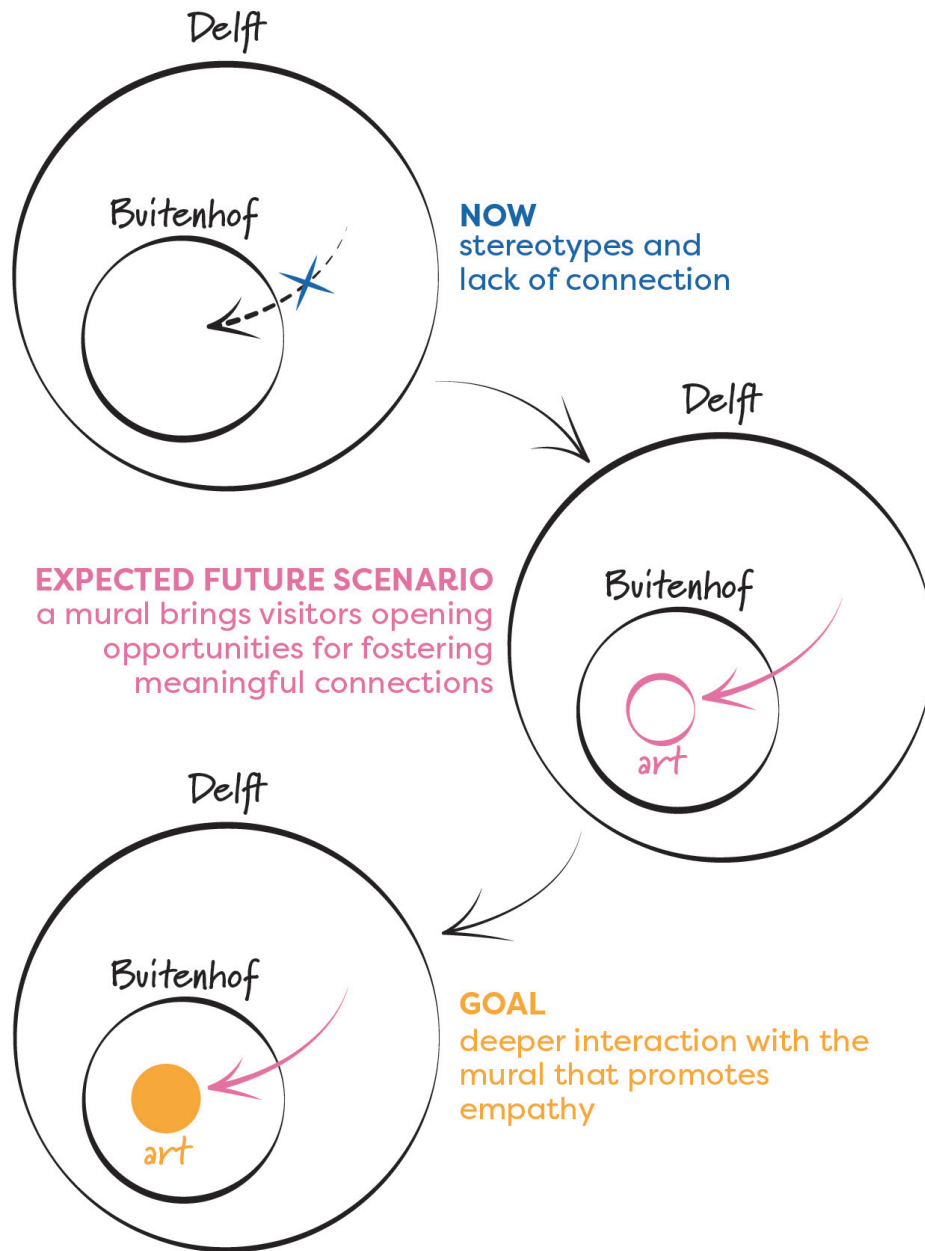 Delft
Buitenhof
NOW
stereotypes and
lack of connection
Delft
EXPECTED FUTURE SCENARIO
a mural brings visitors opening
opportunities for fostering
meaningful connections
Buitenhof
art
Delft
Buitenhof
art
GOAL
deeper interaction with the
mural that promotes
empathy